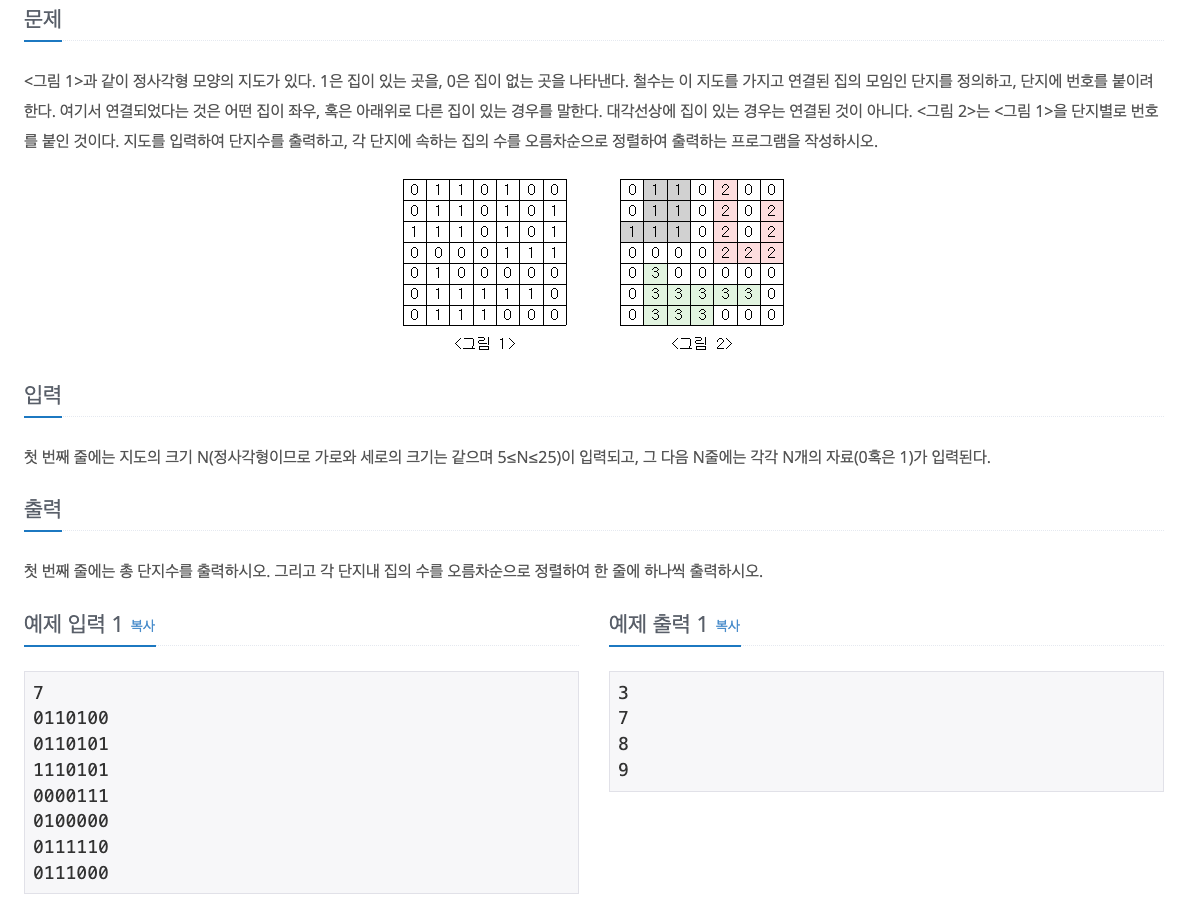 문제
<그림 1>과 같이 정사각형 모양의 지도가 있다. 1은 집이 있는 곳을, 0은 집이 없는 곳을 나타낸다. 철수는 이 지도를 가지고 연결된 집의 모임인 단지를 정의하고, 단지에 번호를 붙이려
한다. 여기서 연결되었다는 것은 어떤 집이 좌우, 혹은 아래위로 다른 집이 있는 경우를 말한다. 대각선상에 집이 있는 경우는 연결된 것이 아니다. <그림 2>는 <그림 1>을 단지별로 번호
를 붙인 것이다. 지도를 입력하여 단지수를 출력하고, 각 단지에 속하는 집의 수를 오름차순으로 정렬하여 출력하는 프로그램을 작성하시오.
0 1 1 0 1 0 0
0 1 1 0 1 0 1
1 1 1 0 1 0 1
0 0 0 0 1 1 1
0 1 0 0 0 0 0
0 1 1 1 1 1 0
0 1 1 1 0 0 0
<그림 1>
0 1 1 0 2 0 0
0 1 1 0 2 0 2
1 1 1 0 2 0 2
0 0 0 0 2 2 2
0 3 0 0 0 0 0
0 3 3 3 3 3 0
0 3 3 3 0 0 0
<그림 2>
입력
첫 번째 줄에는 지도의 크기 N(정사각형이므로 가로와 세로의 크기는 같으며 5≤N≤25)이 입력되고, 그 다음 N줄에는 각각 N개의 자료(0혹은 1)가 입력된다.
출력
첫 번째 줄에는 총 단지수를 출력하시오. 그리고 각 단지내 집의 수를 오름차순으로 정렬하여 한 줄에 하나씩 출력하시오.
예제 입력 1 복사
7
0110100
0110101
1110101
0000111
0100000
0111110
0111000
예제 출력 1 복사
3
7
8
9